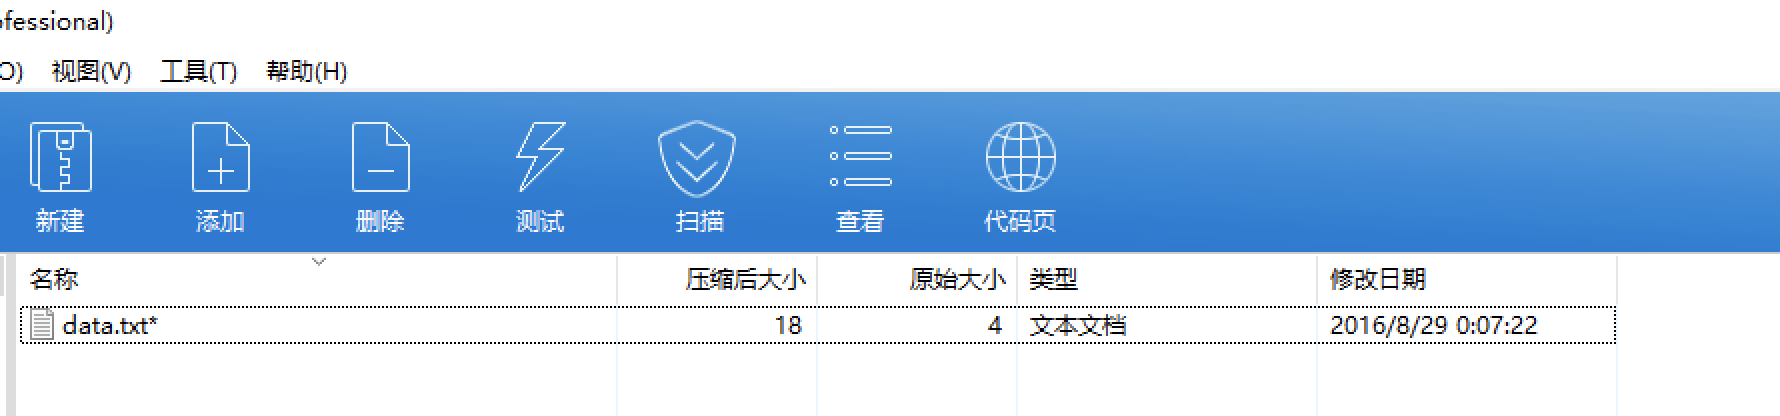 ofessional)
O) 视图(V) 工具(T) 帮助(H)
新建 添加 删除 测试 扫描 查看 代码页
名称 压缩后大小 原始大小 类型 修改日期
data.txt* 18 4 文本文档 2016/8/29 0:07:22